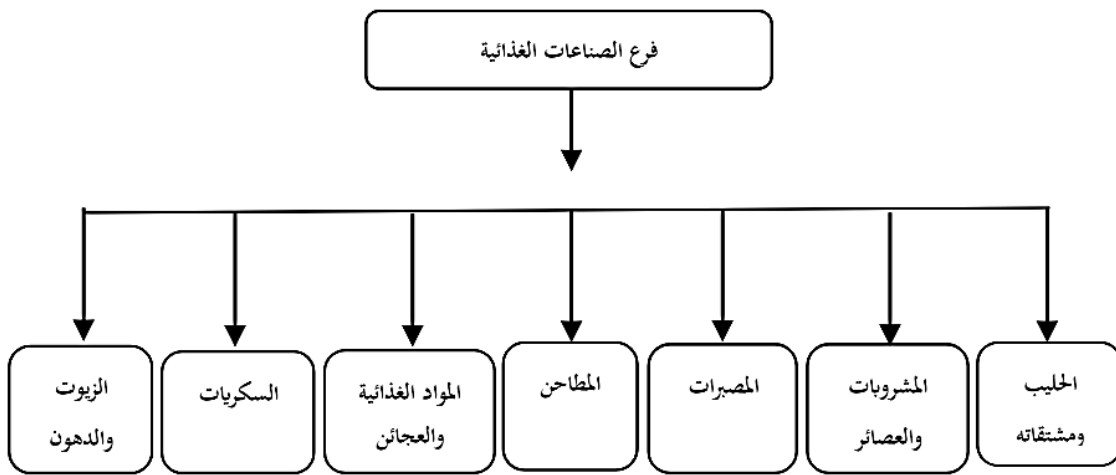 فرع الصناعات الغذائية
الحليب
ومشتقاته
المشروبات
والعصائر
المصبرات
المطاحن
المواد الغذائية
والعجائن
السكريات
الزيوت
والدهون